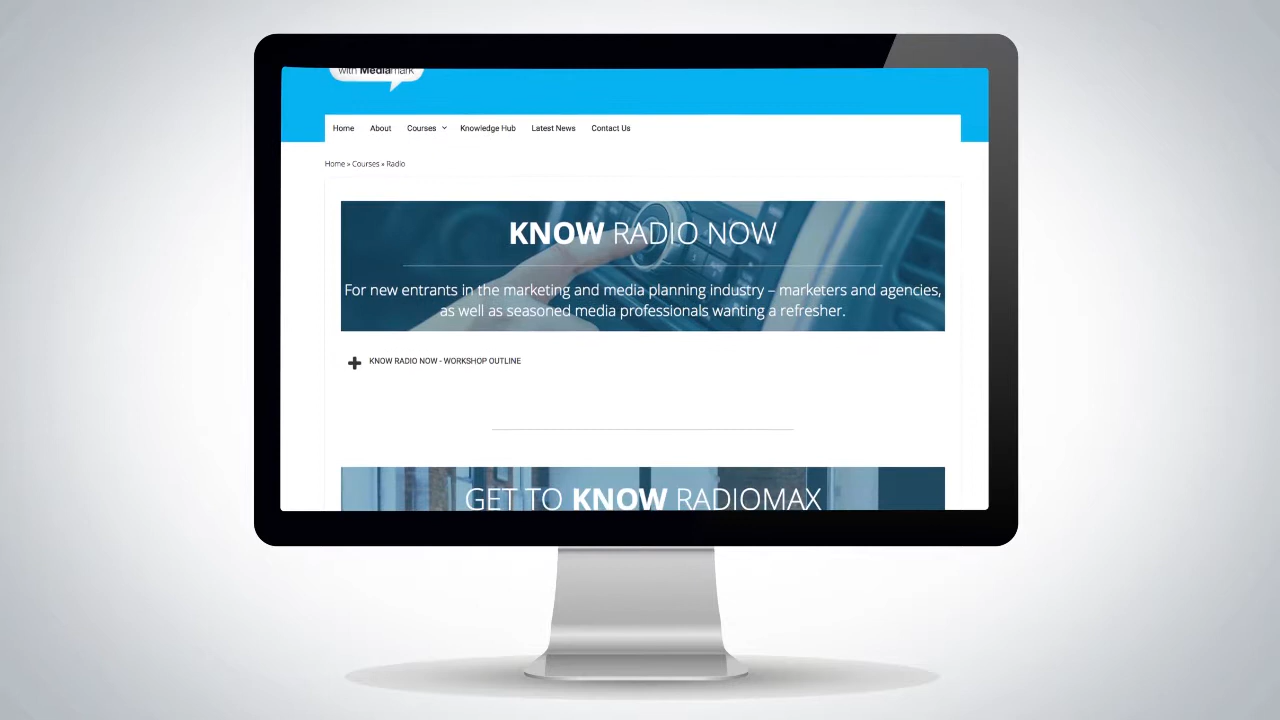 with Mediamark
Home About Courses Knowledge Hub Latest News Contact Us
Home » Courses » Radio
KNOW RADIO NOW
For new entrants in the marketing and media planning industry – marketers and agencies,
as well as seasoned media professionals wanting a refresher.
KNOW RADIO NOW - WORKSHOP OUTLINE
GET TO KNOW RADIOMAX